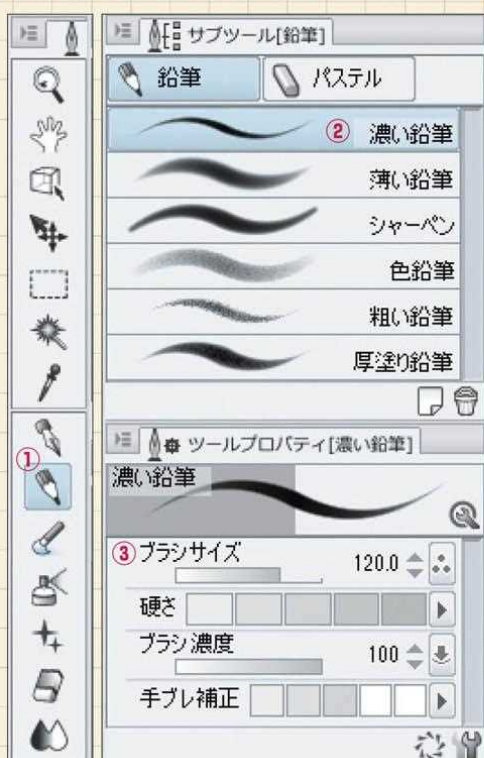 サブツール[鉛筆]
鉛筆 パステル
② 濃い鉛筆
薄い鉛筆
シャーペン
色鉛筆
粗い鉛筆
厚塗り鉛筆
①
ツールプロパティ[濃い鉛筆]
濃い鉛筆
③ ブラシサイズ 120.0
硬さ
ブラシ濃度 100
手ブレ補正